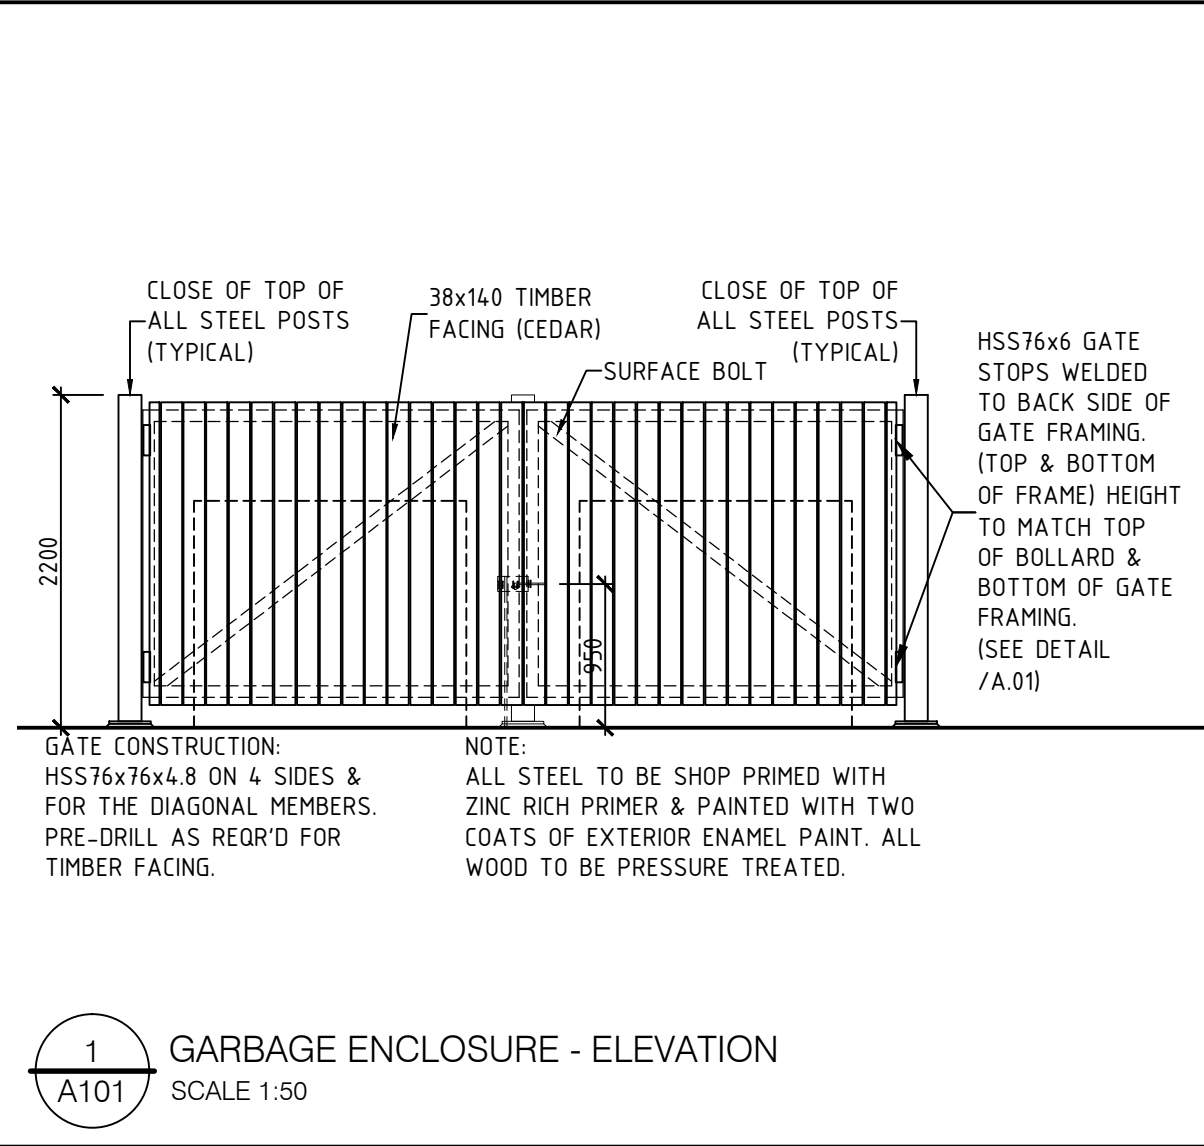 CLOSE OF TOP OF
ALL STEEL POSTS
(TYPICAL)
38x140 TIMBER
FACING (CEDAR)
SURFACE BOLT
CLOSE OF TOP OF
ALL STEEL POSTS
(TYPICAL)
HSS76x6 GATE
STOPS WELDED
TO BACK SIDE OF
GATE FRAMING.
(TOP & BOTTOM
OF FRAME) HEIGHT
TO MATCH TOP
OF BOLLARD &
BOTTOM OF GATE
FRAMING.
(SEE DETAIL
/A.01)
2200
950
GATE CONSTRUCTION:
HSS76x76x4.8 ON 4 SIDES &
FOR THE DIAGONAL MEMBERS.
PRE-DRILL AS REQR'D FOR
TIMBER FACING.
NOTE:
ALL STEEL TO BE SHOP PRIMED WITH
ZINC RICH PRIMER & PAINTED WITH TWO
COATS OF EXTERIOR ENAMEL PAINT. ALL
WOOD TO BE PRESSURE TREATED.
1
A101
GARBAGE ENCLOSURE - ELEVATION
SCALE 1:50